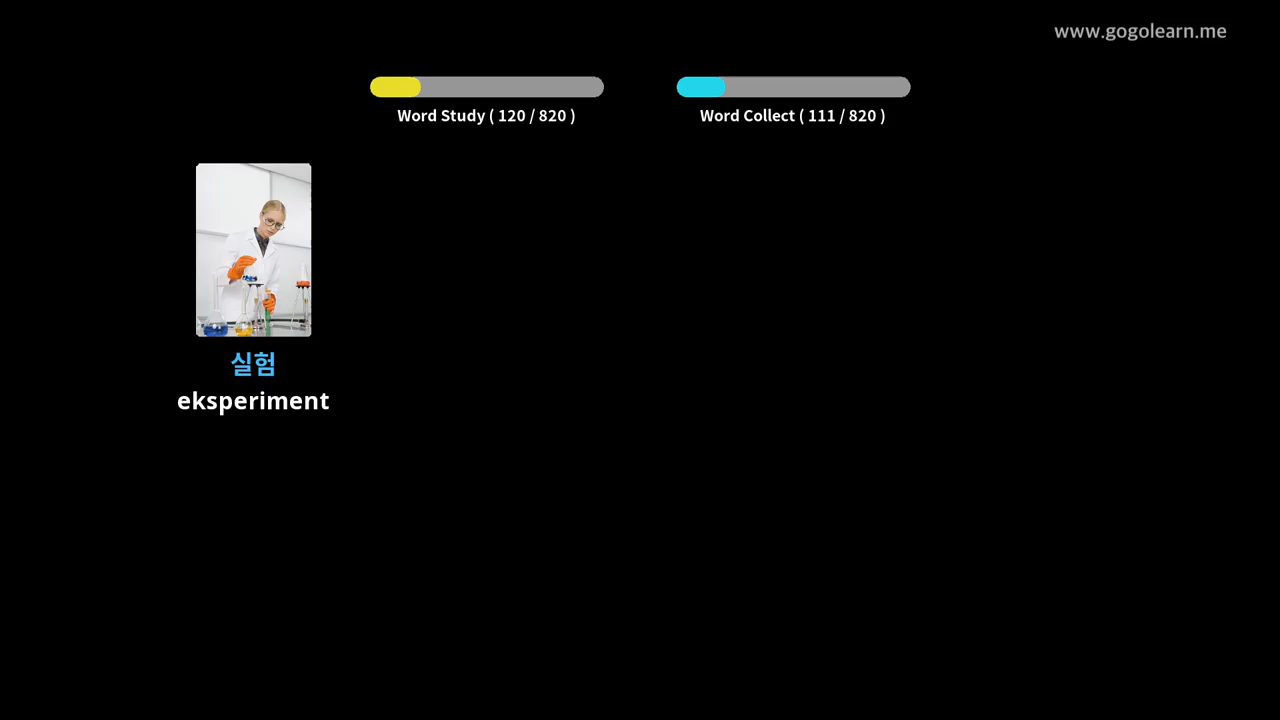 www.gogolearn.me
Word Study ( 120 / 820 )
Word Collect ( 111 / 820 )
실험
eksperiment